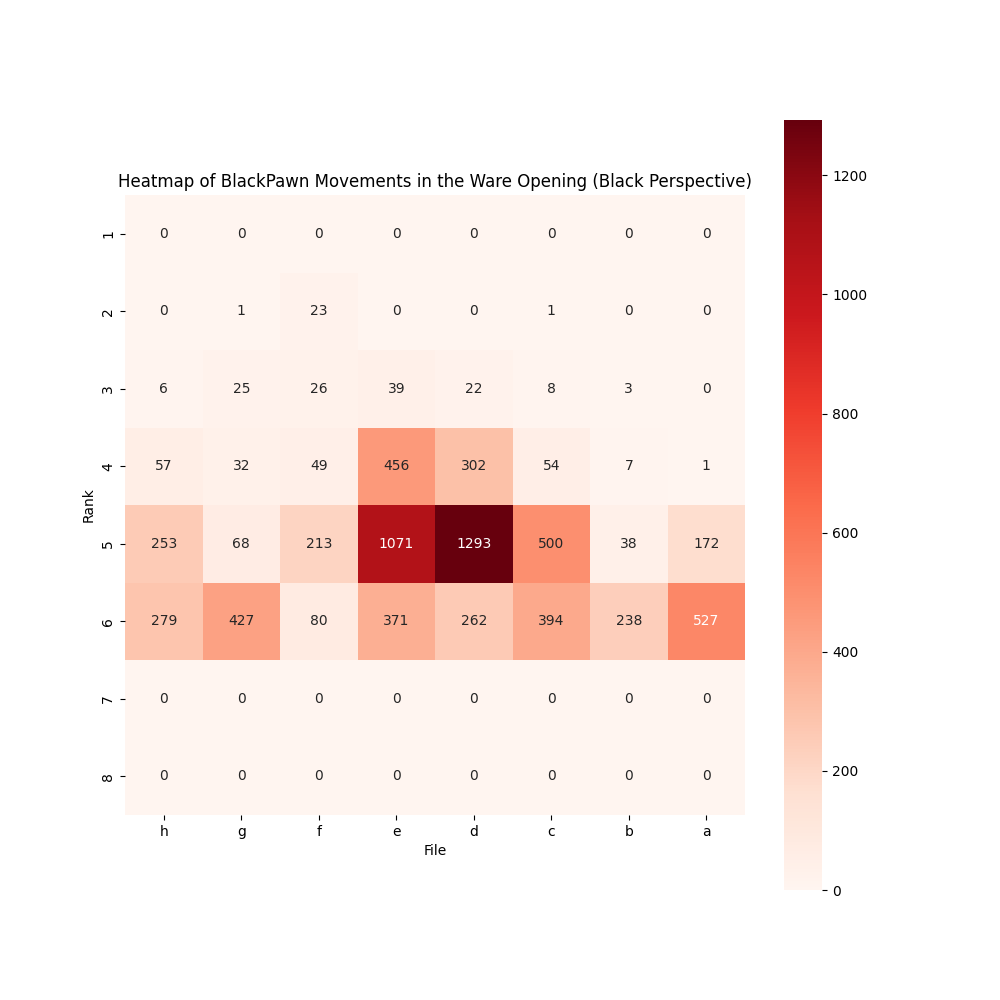 Heatmap of BlackPawn Movements in the Ware Opening (Black Perspective)
1 0 0 0 0 0 0 0 0
2 0 1 23 0 0 1 0 0
3 6 25 26 39 22 8 3 0
4 57 32 49 456 302 54 7 1
Rank
5 253 68 213 1071 1293 500 38 172
6 279 427 80 371 262 394 238 527
7 0 0 0 0 0 0 0 0
8 0 0 0 0 0 0 0 0
h g f e d c b a
File
1200
1000
800
600
400
200
0